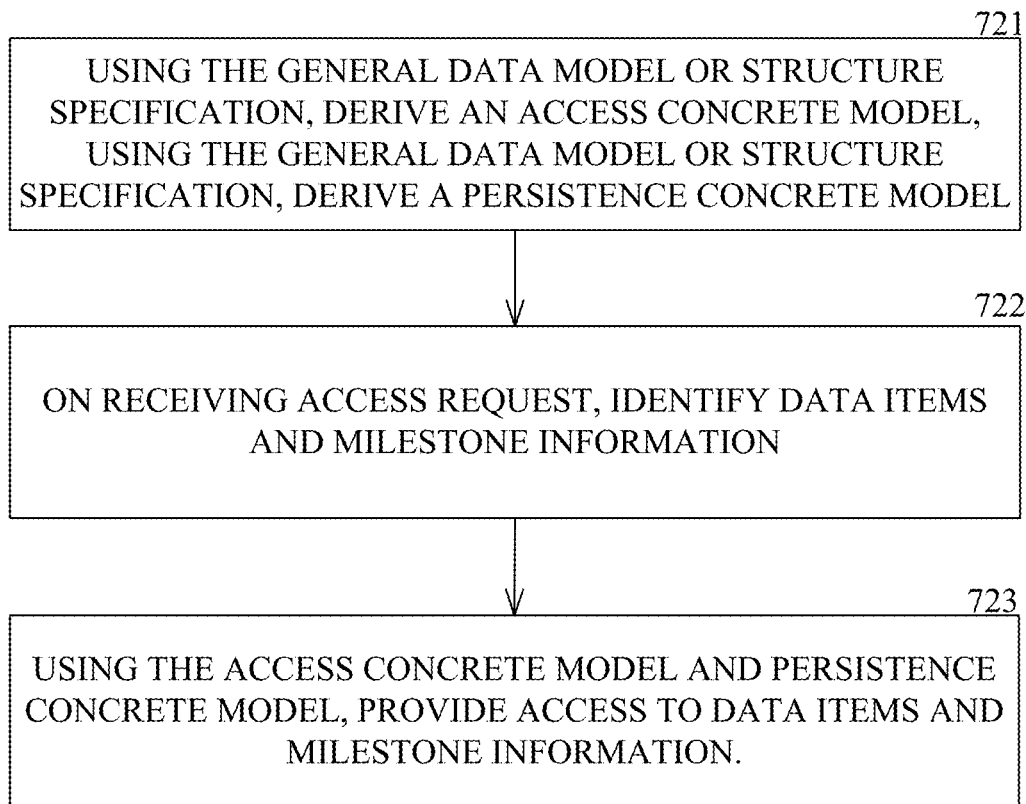 721
USING THE GENERAL DATA MODEL OR STRUCTURE
SPECIFICATION, DERIVE AN ACCESS CONCRETE MODEL,
USING THE GENERAL DATA MODEL OR STRUCTURE
SPECIFICATION, DERIVE A PERSISTENCE CONCRETE MODEL
722
ON RECEIVING ACCESS REQUEST, IDENTIFY DATA ITEMS
AND MILESTONE INFORMATION
723
USING THE ACCESS CONCRETE MODEL AND PERSISTENCE
CONCRETE MODEL, PROVIDE ACCESS TO DATA ITEMS AND
MILESTONE INFORMATION.